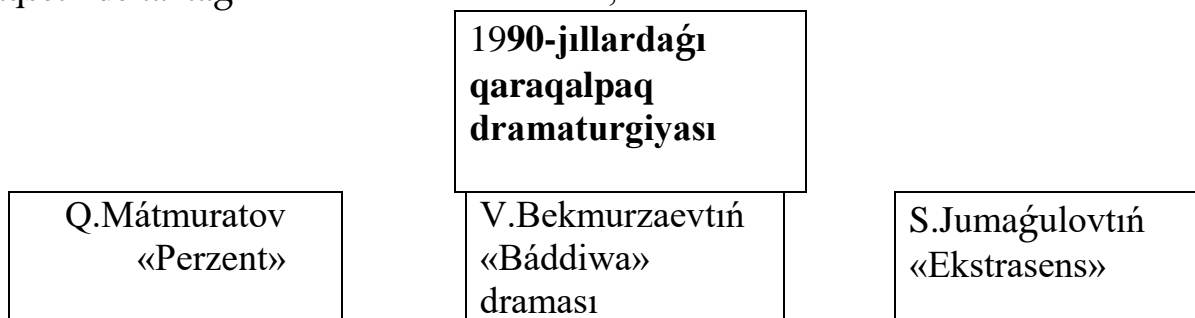 1990-jıllardaǵı
qaraqalpaq
dramaturgiyası
Q.Mátmuratov
«Perzent»
V.Bekmurzaevtıń
«Báddiwa»
draması
S.Jumaǵulovtıń
«Ekstrasens»